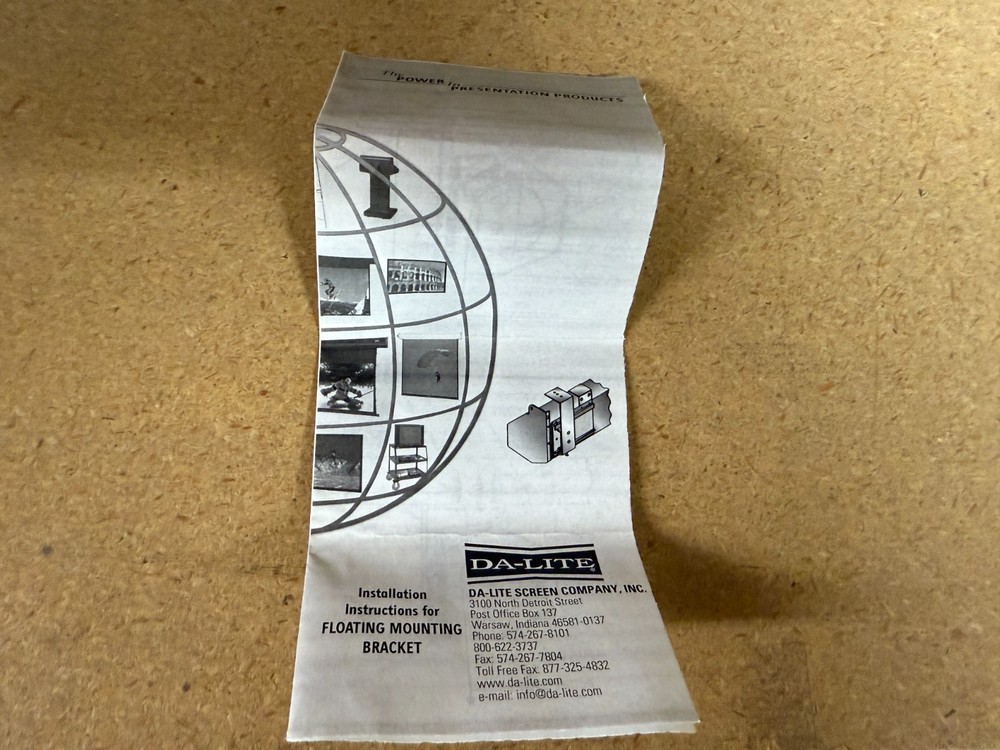 The
POWER in
PRESENTATION PRODUCTS
Installation
Instructions for
FLOATING MOUNTING
BRACKET
DA-LITE®
DA-LITE SCREEN COMPANY, INC.
3100 North Detroit Street
Post Office Box 137
Warsaw, Indiana 46581-0137
Phone: 574-267-8101
800-622-3737
Fax: 574-267-7804
Toll Free Fax: 877-325-4832
www.da-lite.com
e-mail: info@da-lite.com